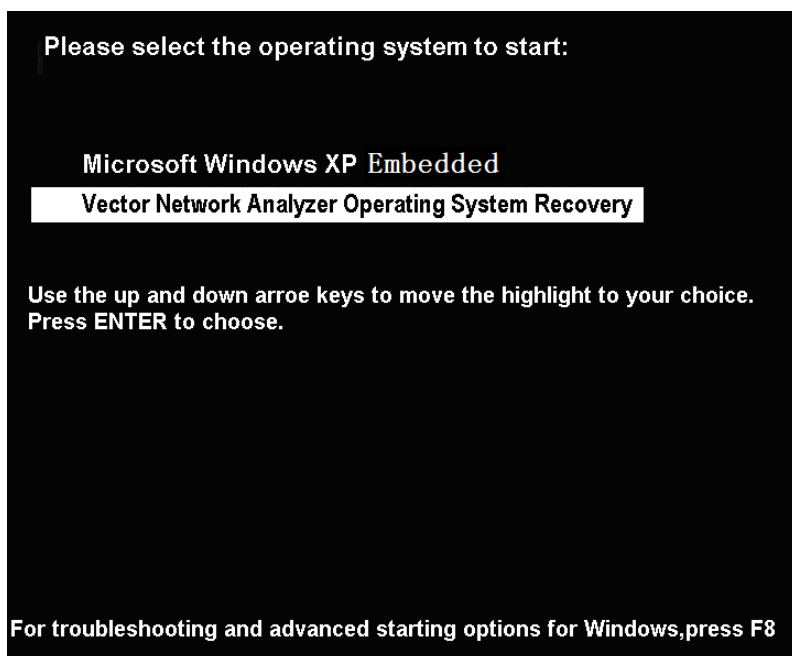 Please select the operating system to start:
Microsoft Windows XP Embedded
Vector Network Analyzer Operating System Recovery
Use the up and down arroe keys to move the highlight to your choice.
Press ENTER to choose.
For troubleshooting and advanced starting options for Windows,press F8